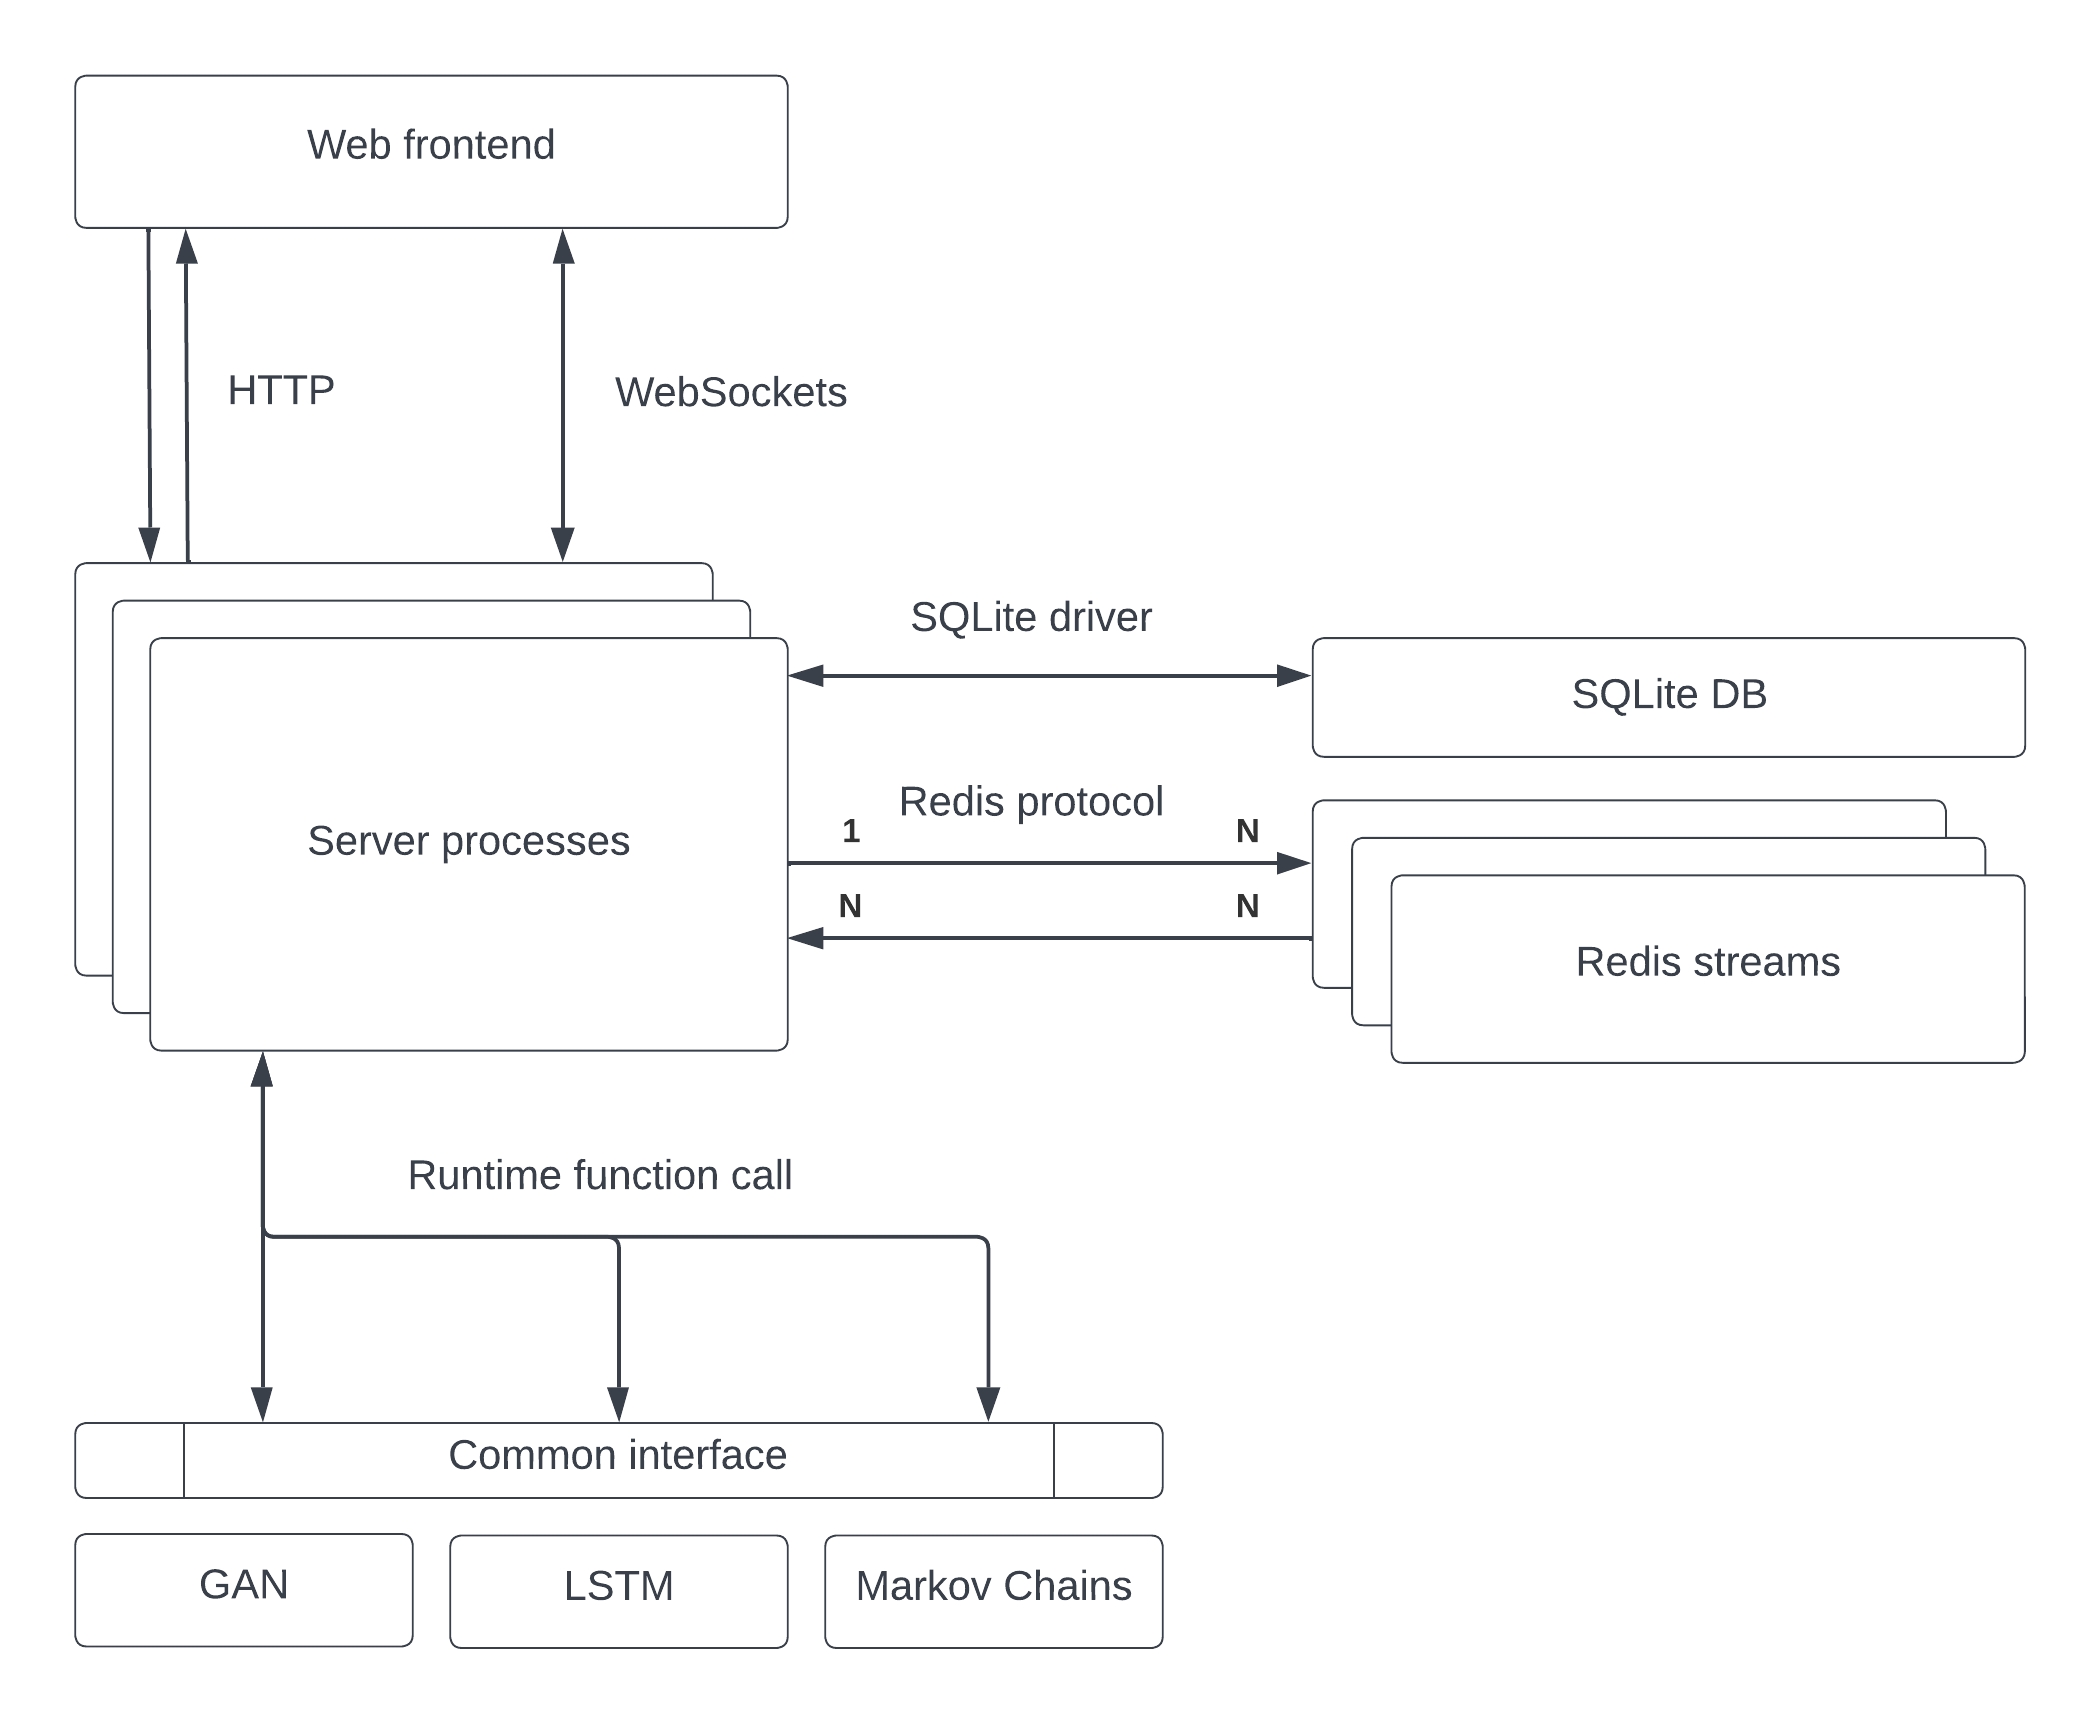 Web frontend
HTTP
WebSockets
SQLite driver
SQLite DB
Redis protocol
1
N
Server processes
N
N
Redis streams
Runtime function call
Common interface
GAN
LSTM
Markov Chains